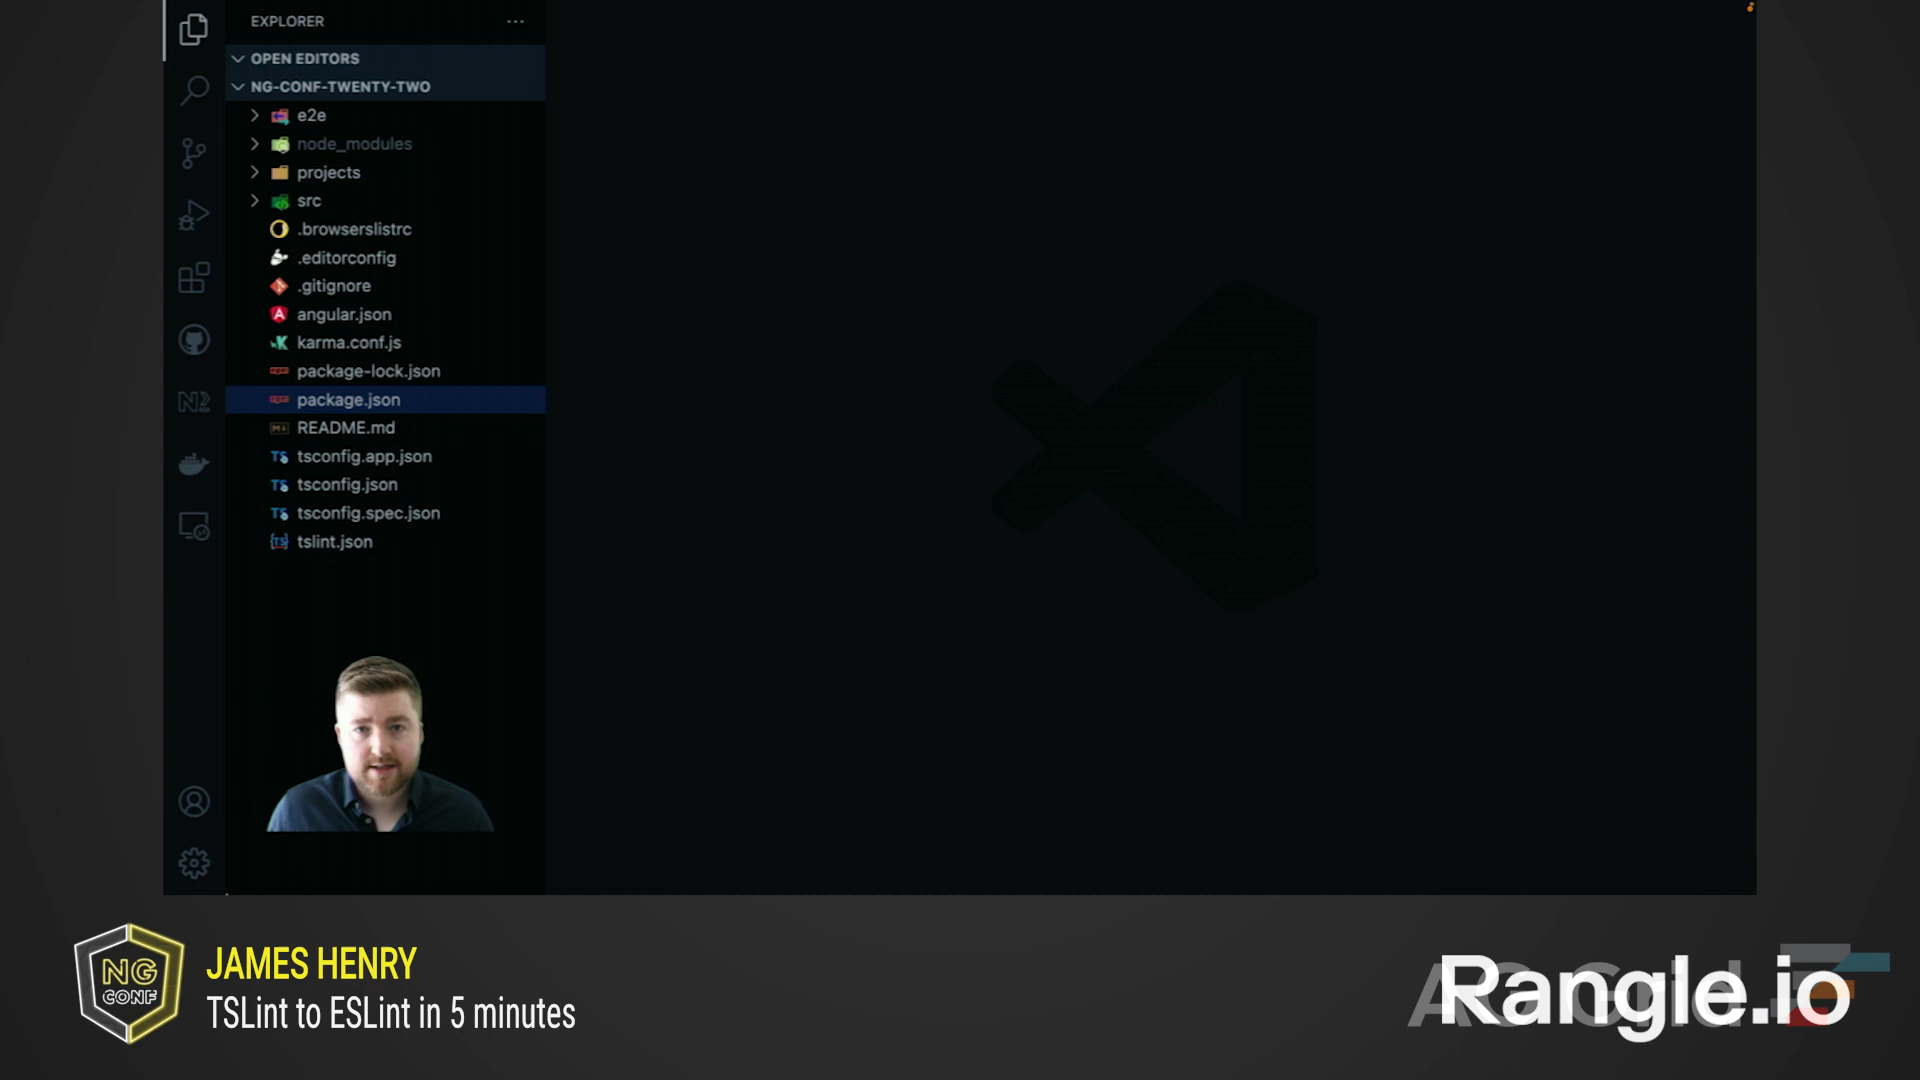 EXPLORER
OPEN EDITORS
NG-CONF-TWENTY-TWO
e2e
node_modules
projects
src
.browserslistrc
.editorconfig
.gitignore
angular.json
karma.conf.js
package-lock.json
package.json
README.md
tsconfig.app.json
tsconfig.json
tsconfig.spec.json
tslint.json
NG
CONF
JAMES HENRY
TSLint to ESLint in 5 minutes
AG Grid
Rangle.io